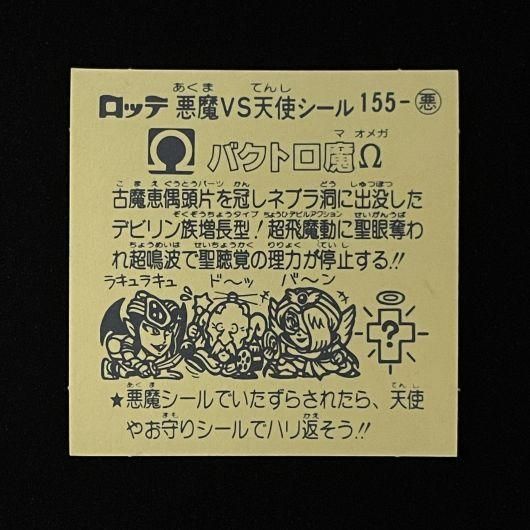 ロッテ 悪魔VS天使シール 155-悪
Ω バクトロ魔Ω
古魔恵偶頭片を冠しネブラ洞に出没した
デビリン族増長型!超飛魔動に聖眼奪わ
れ超鳴波で聖聴覚の理力が停止する.!!
ラキュラキュ ド〜ッ バ〜ン
?
★悪魔シールでいたずらされたら、天使
やお守りシールでハリ返そう!!